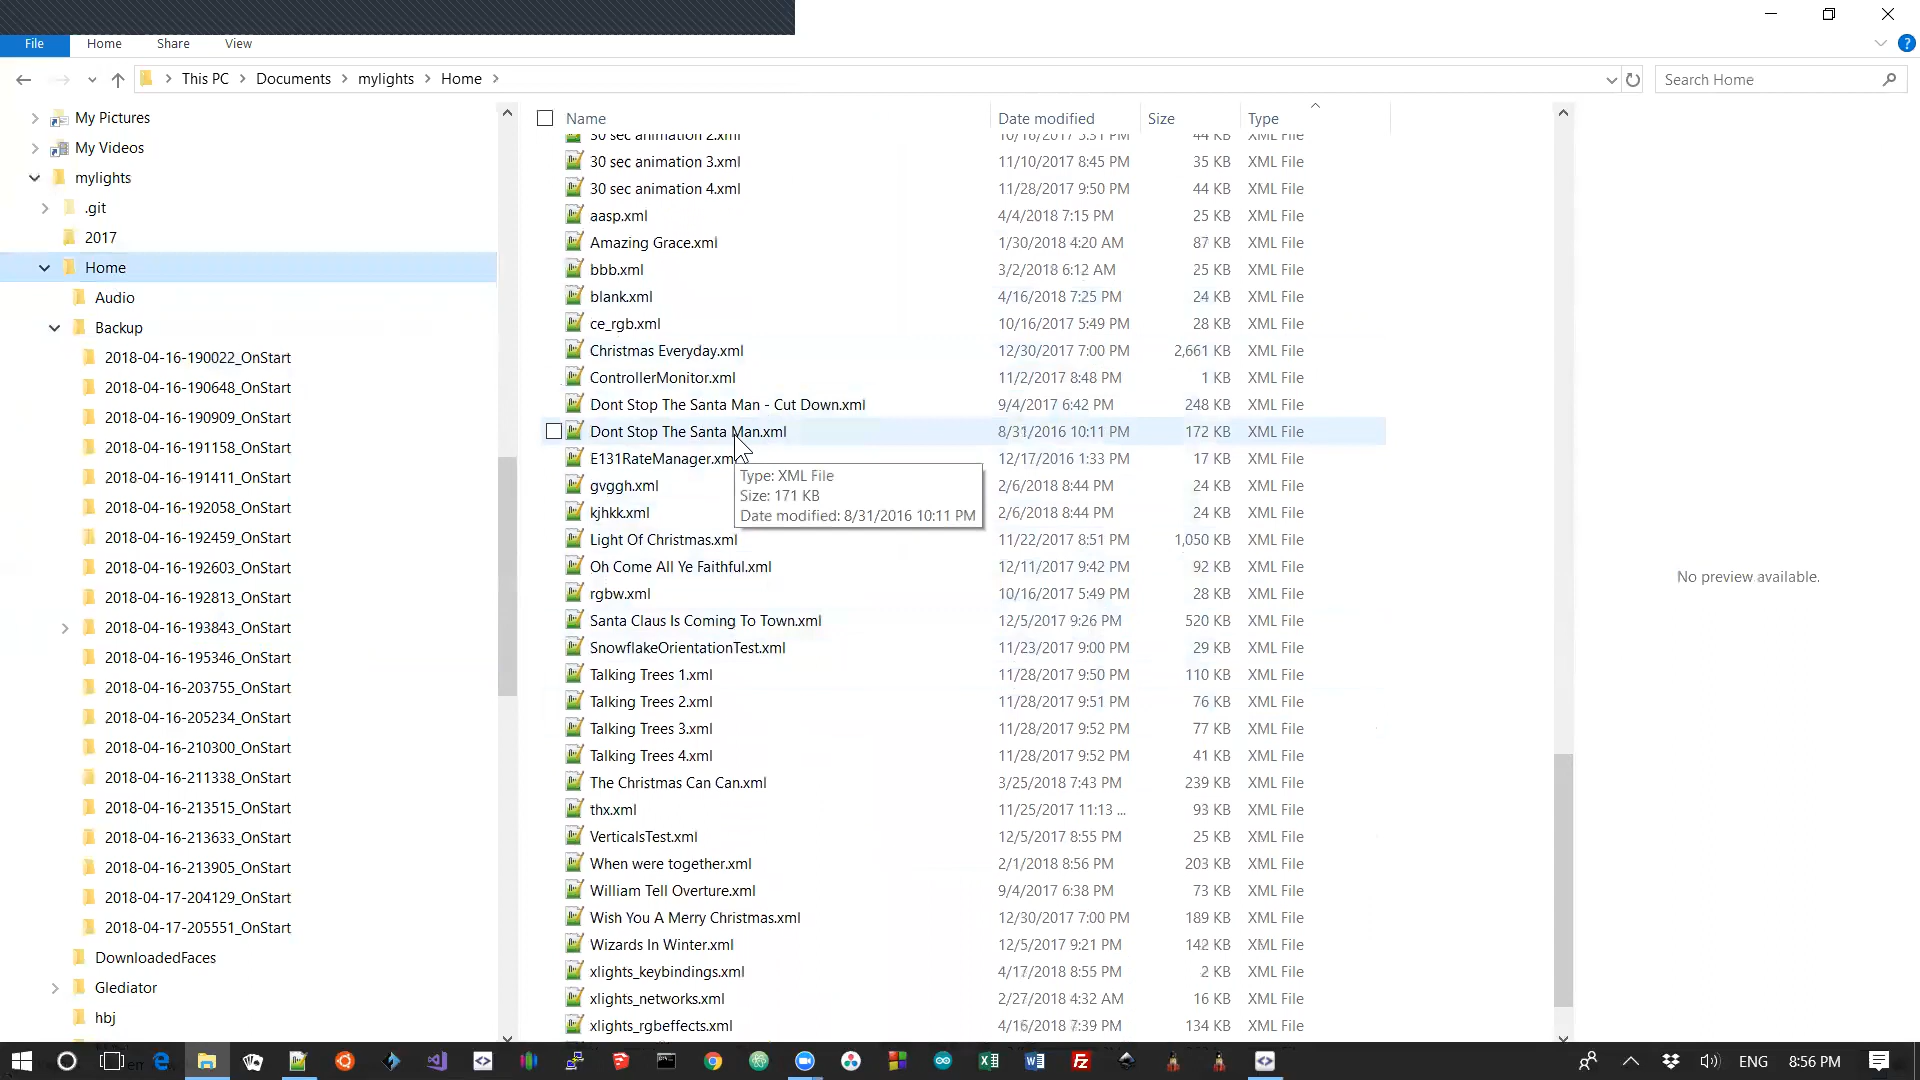 File Home Share View
This PC Documents mylights Home Search Home
My Pictures
My Videos
mylights
.git
2017
Home
Audio
Backup
2018-04-16-190022_OnStart
2018-04-16-190648_OnStart
2018-04-16-190909_OnStart
2018-04-16-191158_OnStart
2018-04-16-191411_OnStart
2018-04-16-192058_OnStart
2018-04-16-192459_OnStart
2018-04-16-192603_OnStart
2018-04-16-192813_OnStart
2018-04-16-193843_OnStart
2018-04-16-195346_OnStart
2018-04-16-203755_OnStart
2018-04-16-205234_OnStart
2018-04-16-210300_OnStart
2018-04-16-211338_OnStart
2018-04-16-213515_OnStart
2018-04-16-213633_OnStart
2018-04-16-213905_OnStart
2018-04-17-204129_OnStart
2018-04-17-205551_OnStart
DownloadedFaces
Glediator
hbj
Name Date modified Size Type
30 sec animation 2.xml 10/16/2017 5:51 PM 44 KB XML File
30 sec animation 3.xml 11/10/2017 8:45 PM 35 KB XML File
30 sec animation 4.xml 11/28/2017 9:50 PM 44 KB XML File
aasp.xml 4/4/2018 7:15 PM 25 KB XML File
Amazing Grace.xml 1/30/2018 4:20 AM 87 KB XML File
bbb.xml 3/2/2018 6:12 AM 25 KB XML File
blank.xml 4/16/2018 7:25 PM 24 KB XML File
ce_rgb.xml 10/16/2017 5:49 PM 28 KB XML File
Christmas Everyday.xml 12/30/2017 7:00 PM 2,661 KB XML File
ControllerMonitor.xml 11/2/2017 8:48 PM 1 KB XML File
Dont Stop The Santa Man - Cut Down.xml 9/4/2017 6:42 PM 248 KB XML File
Dont Stop The Santa Man.xml 8/31/2016 10:11 PM 172 KB XML File
E131RateManager.xm 12/17/2016 1:33 PM 17 KB XML File
gvggh.xml 2/6/2018 8:44 PM 24 KB XML File
kjhkk.xml 2/6/2018 8:44 PM 24 KB XML File
Light Of Christmas.xml 11/22/2017 8:51 PM 1,050 KB XML File
Oh Come All Ye Faithful.xml 12/11/2017 9:42 PM 92 KB XML File
rgbw.xml 10/16/2017 5:49 PM 28 KB XML File
Santa Claus Is Coming To Town.xml 12/5/2017 9:26 PM 520 KB XML File
SnowflakeOrientationTest.xml 11/23/2017 9:00 PM 29 KB XML File
Talking Trees 1.xml 11/28/2017 9:50 PM 110 KB XML File
Talking Trees 2.xml 11/28/2017 9:51 PM 76 KB XML File
Talking Trees 3.xml 11/28/2017 9:52 PM 77 KB XML File
Talking Trees 4.xml 11/28/2017 9:52 PM 41 KB XML File
The Christmas Can Can.xml 3/25/2018 7:43 PM 239 KB XML File
thx.xml 11/25/2017 11:13 ... 93 KB XML File
VerticalsTest.xml 12/5/2017 8:55 PM 25 KB XML File
When were together.xml 2/1/2018 8:56 PM 203 KB XML File
William Tell Overture.xml 9/4/2017 6:38 PM 73 KB XML File
Wish You A Merry Christmas.xml 12/30/2017 7:00 PM 189 KB XML File
Wizards In Winter.xml 12/5/2017 9:21 PM 142 KB XML File
xlights_keybindings.xml 4/17/2018 8:55 PM 2 KB XML File
xlights_networks.xml 2/27/2018 4:32 AM 16 KB XML File
xlights_rgbeffects.xml 4/16/2018 7:39 PM 134 KB XML File
Type: XML File
Size: 171 KB
Date modified: 8/31/2016 10:11 PM
No preview available.
ENG 8:56 PM